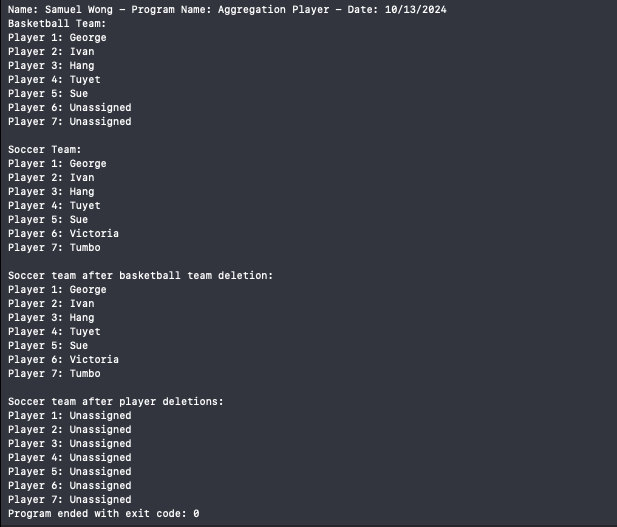 Name: Samuel Wong - Program Name: Aggregation Player - Date: 10/13/2024
Basketball Team:
Player 1: George
Player 2: Ivan
Player 3: Hang
Player 4: Tuyet
Player 5: Sue
Player 6: Unassigned
Player 7: Unassigned

Soccer Team:
Player 1: George
Player 2: Ivan
Player 3: Hang
Player 4: Tuyet
Player 5: Sue
Player 6: Victoria
Player 7: Tumbo

Soccer team after basketball team deletion:
Player 1: George
Player 2: Ivan
Player 3: Hang
Player 4: Tuyet
Player 5: Sue
Player 6: Victoria
Player 7: Tumbo

Soccer team after player deletions:
Player 1: Unassigned
Player 2: Unassigned
Player 3: Unassigned
Player 4: Unassigned
Player 5: Unassigned
Player 6: Unassigned
Player 7: Unassigned
Program ended with exit code: 0